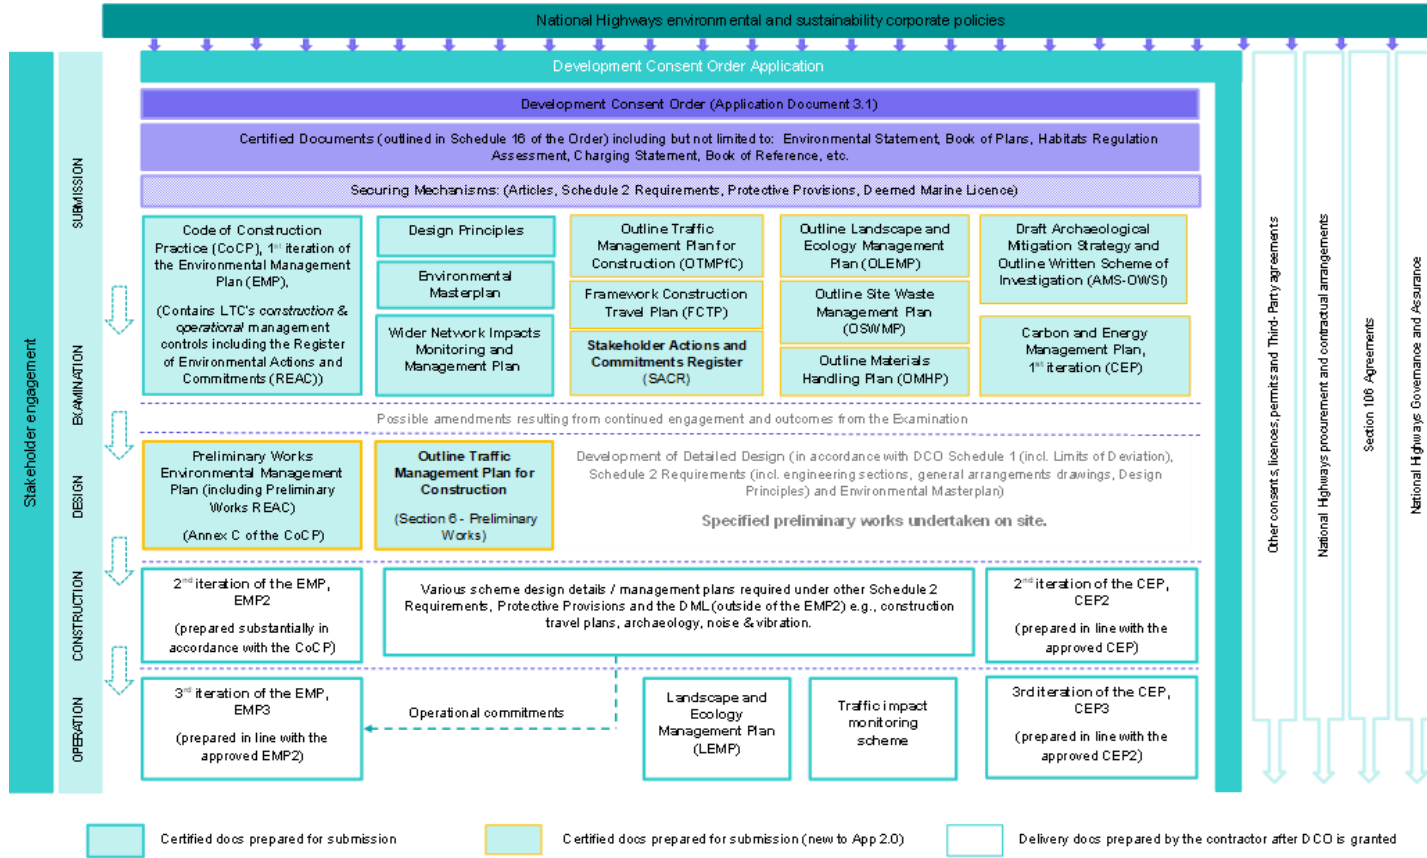 National Highways environmental and sustainability corporate policies
Development Consent Order Application
Development Consent Order (Application Document 3.1)
Certified Documents (outlined in Schedule 16 of the Order) including but not limited to: Environmental Statement, Book of Plans, Habitats Regulation
Assessment, Charging Statement, Book of Reference, etc.
Securing Mechanisms: (Articles, Schedule 2 Requirements, Protective Provisions, Deemed Marine Licence)
Stakeholder engagement
SUBMISSION
EXAMINATION
DESIGN
CONSTRUCTION
OPERATION
Code of Construction
Practice (CoCP), 1st iteration of
the Environmental Management
Plan (EMP),
(Contains LTC's construction &
operational management
controls including the Register
of Environmental Actions and
Commitments (REAC))
Design Principles
Environmental
Masterplan
Wider Network Impacts
Monitoring and
Management Plan
Outline Traffic
Management Plan for
Construction (OTMPfC)
Framework Construction
Travel Plan (FCTP)
Stakeholder Actions
and Commitments
Register (SACR)
Outline Landscape and
Ecology Management
Plan (OLEMP)
Outline Site Waste
Management Plan
(OSWMP)
Outline Materials
Handling Plan (OMHP)
Draft Archaeological
Mitigation Strategy and
Outline Written Scheme of
Investigation (AMS-OWSI)
Carbon and Energy
Management Plan,
1st iteration (CEP)
Possible amendments resulting from continued engagement and outcomes from the Examination
Preliminary Works
Environmental Management
Plan (including Preliminary
Works REAC)
(Annex C of the CoCP)
Outline Traffic
Management Plan for
Construction
(Section 6 - Preliminary
Works)
Development of Detailed Design (in accordance with DCO Schedule 1 (incl. Limits of Deviation),
Schedule 2 Requirements (incl. engineering sections, general arrangements drawings, Design
Principles) and Environmental Masterplan)
Specified preliminary works undertaken on site.
2nd iteration of the EMP,
EMP2
(prepared substantially in
accordance with the CoCP)
Various scheme design details / management plans required under other Schedule 2
Requirements, Protective Provisions and the DML (outside of the EMP2) e.g., construction
travel plans, archaeology, noise & vibration.
2nd iteration of the CEP,
CEP2
(prepared in line with the
approved CEP)
3rd iteration of the EMP,
EMP3
(prepared in line with the
approved EMP2)
Operational commitments
Landscape and
Ecology
Management Plan
(LEMP)
Traffic impact
monitoring
scheme
3rd iteration of the CEP,
CEP3
(prepared in line with the
approved CEP2)
Other consents, licences, permits and Third-Party agreements
National Highways procurement and contractual arrangements
Section 106 Agreements
National Highways Governance and Assurance
Certified docs prepared for submission
Certified docs prepared for submission (new to App 2.0)
Delivery docs prepared by the contractor after DCO is granted